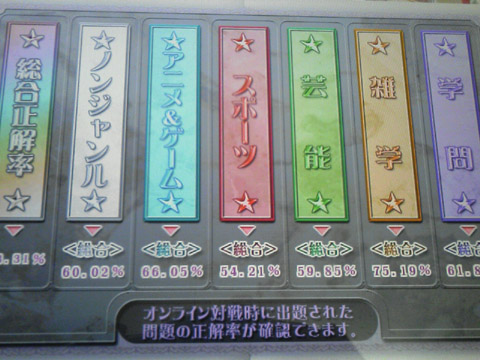 総合正解率
ノンジャンル
アニメ&ゲーム
スポーツ
芸能
雑学
学問
<総合>
<総合>
<総合>
<総合>
<総合>
<総合>
.31%
60.02%
66.05%
54.21%
59.85%
75.19%
61.8
オンライン対戦時に出題された
問題の正解率が確認できます。